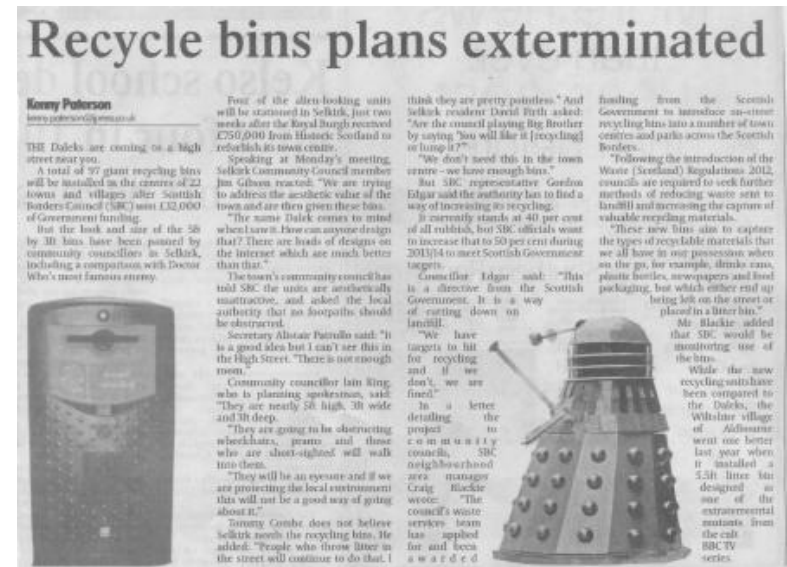 Recycle bins plans exterminated
Kenny Paterson
THE Daleks are coming to a high
street near you.
A total of 97 giant recycling bins
will be installed in the centres of 22
towns and villages after Scottish
Borders Council (SBC) won £32,000
of Government funding.
But the look and size of the 5ft
by 3ft bins have been panned by
community councillors in Selkirk,
including a comparison with Doctor
Who's most famous enemy.
Four of the alien-looking units
will be stationed in Selkirk, just two
weeks after the Royal Burgh received
£750,000 from Historic Scotland to
refurbish its town centre.
Speaking at Monday's meeting,
Selkirk Community Council member
Jim Gibson reacted: "We are trying
to address the aesthetic value of the
town and are then given these bins.
"The name Dalek comes to mind
when I saw it. How can anyone design
that? There are loads of designs on
the internet which are much better
than that."
The town's community council has
told SBC the units are aesthetically
unattractive, and asked the local
authority that no footpaths should
be obstructed.
Secretary Alistair Pattullo said: "It
is a good idea but I can't see this in
the High Street. "There is not enough
room."
Community councillor Iain King,
who is planning spokesman, said:
"They are nearly 5ft high, 3ft wide
and 3ft deep.
"They are going to be obstructing
wheelchairs, prams and those
who are short-sighted will walk
into them.
"They will be an eyesore and if we
are protecting the local environment
this will not be a good way of going
about it."
Tommy Combe does not believe
Selkirk needs the recycling bins. He
added: "People who throw litter in
the street will continue to do that. I
think they are pretty pointless." And
Selkirk resident David Firth asked:
"Are the council playing Big Brother
by saying 'You will like it [recycling]
or lump it'?"
"We don't need this in the town
centre – we have enough bins."
But SBC representative Gordon
Edgar said the authority has to find a
way of increasing its recycling.
It currently stands at 40 per cent
of all rubbish, but SBC officials want
to increase that to 50 per cent during
2013/14 to meet Scottish Government
targets.
Councillor Edgar said: "This
is a directive from the Scottish
Government. It is a way
of cutting down on
landfill.
"We have
targets to hit
for recycling
and if we
don't, we are
fined."
In a letter
detailing the
project to
community
councils, SBC
neighbourhood
area manager
Craig Blackie
wrote: "The
council's waste
services team
has applied
for and been
awarded
funding from the Scottish
Government to introduce on-street
recycling bins into a number of town
centres and parks across the Scottish
Borders.
"Following the introduction of the
Waste (Scotland) Regulations 2012,
councils are required to seek further
methods of reducing waste sent to
landfill and increasing the capture of
valuable recycling materials.
"These new bins aim to capture
the types of recyclable materials that
we all have in our possession when
on the go, for example, drinks cans,
plastic bottles, newspapers and food
packaging, but which either end up
being left on the street or
placed in a litter bin."
Mr Blackie added
that SBC would be
monitoring use of
the bins.
While the new
recycling units have
been compared to
the Daleks, the
Wiltshire village
of Aldbourne
went one better
last year when
it installed a
5.5ft litter bin
designed as
one of the
extraterrestrial
mutants from
the cult
BBC TV
series.